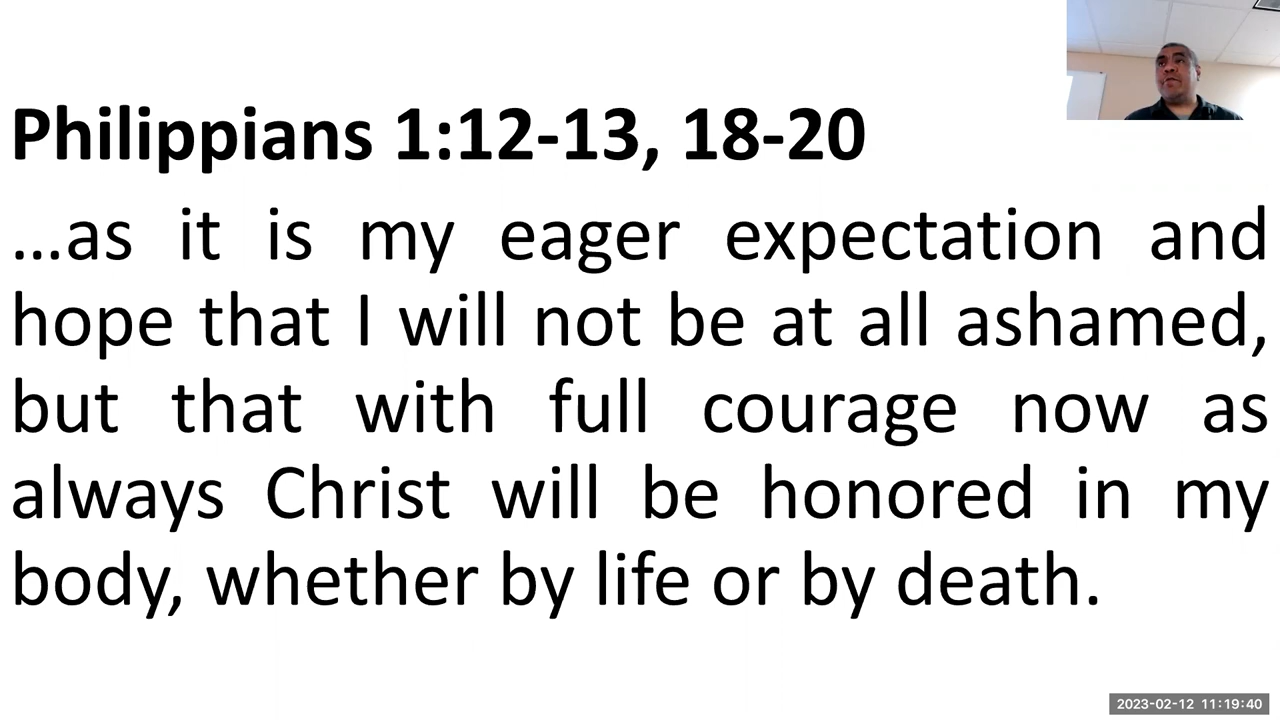 Philippians 1:12-13, 18-20
...as it is my eager expectation and
hope that I will not be at all ashamed,
but that with full courage now as
always Christ will be honored in my
body, whether by life or by death.
2023-02-12 11:19:40